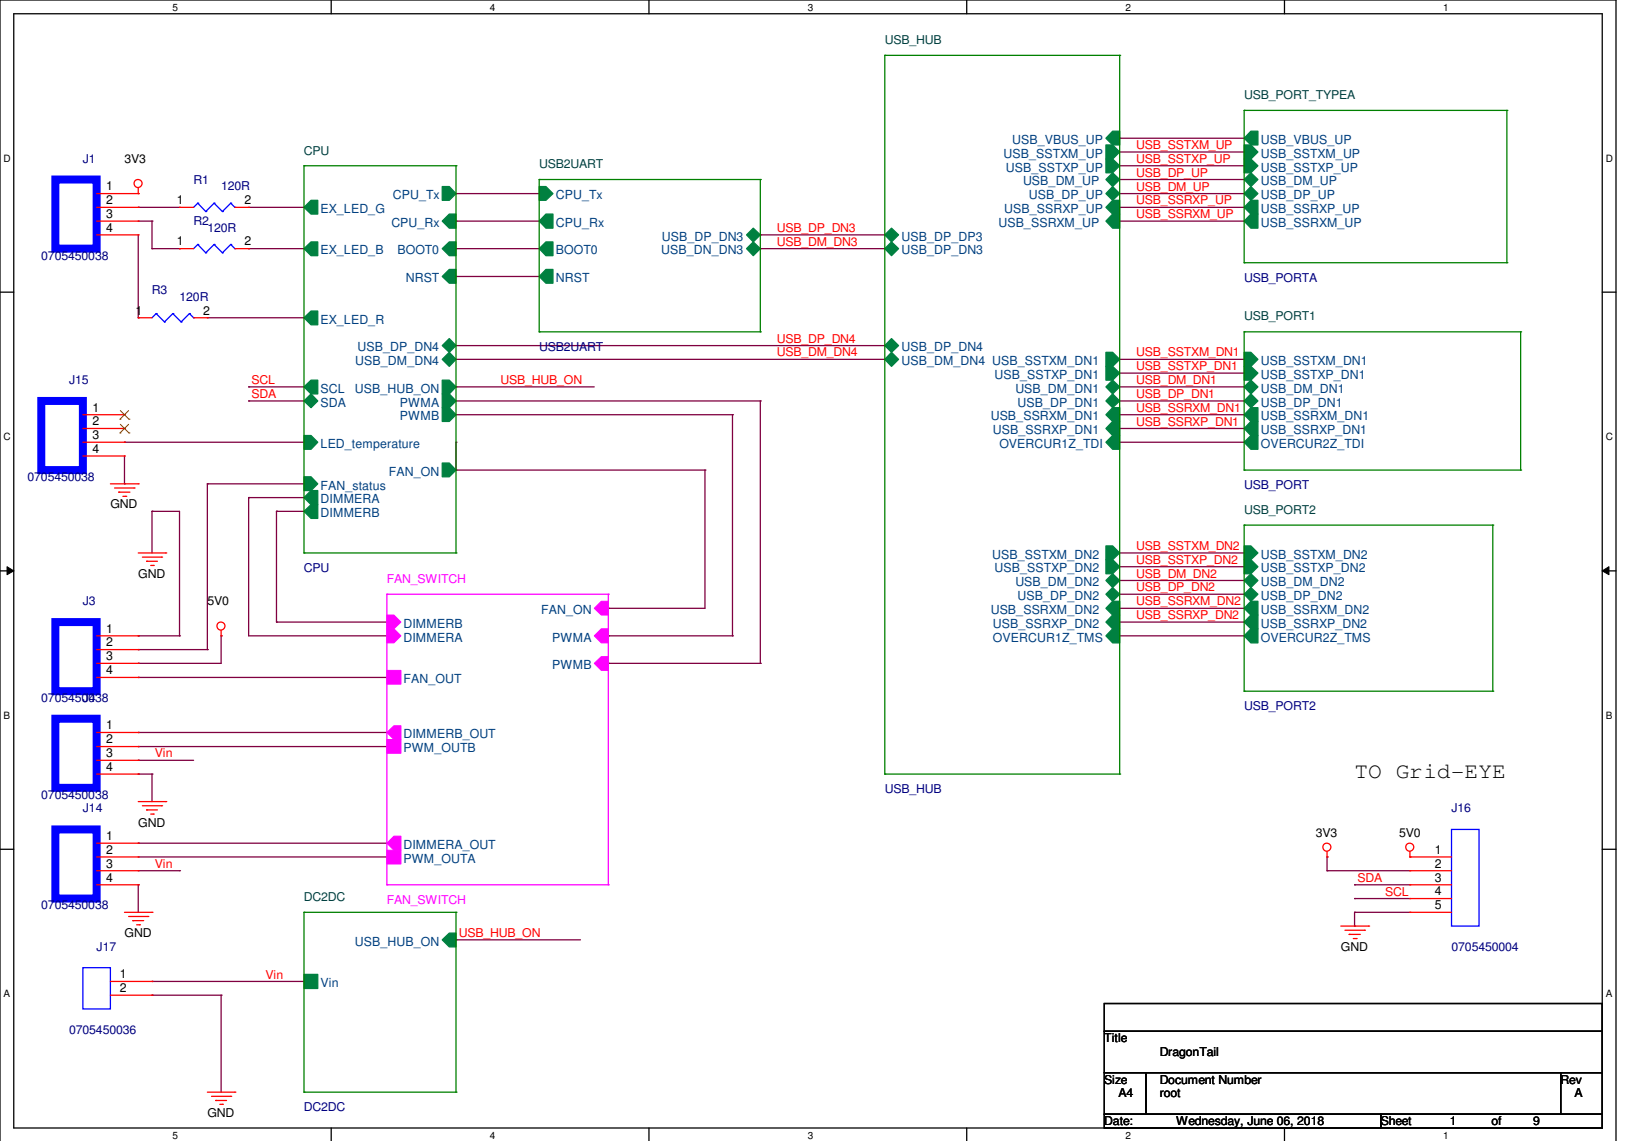 5 4 3 2 1
D D
C C
B B
A A
J1
3V3
1
2
3
4
0705450038
R1 120R
1 2
R2 120R
1 2
R3 120R
1 2
CPU
EX_LED_G
EX_LED_B
EX_LED_R
SCL SCL
SDA SDA
LED_temperature
FAN_status
DIMMERA
DIMMERB
CPU_Tx
CPU_Rx
BOOT0
NRST
USB_DP_DN4
USB_DM_DN4
USB_HUB_ON USB_HUB_ON
PWMA
PWMB
FAN_ON
CPU
USB2UART
CPU_Tx
CPU_Rx
BOOT0
NRST
USB_DP_DN3
USB_DN_DN3
USB2UART
USB_DP_DN3
USB_DM_DN3
USB_DP_DN4
USB_DM_DN4
USB_HUB
USB_DP_DP3
USB_DP_DN3
USB_DP_DN4
USB_DM_DN4
USB_VBUS_UP
USB_SSTXM_UP
USB_SSTXP_UP
USB_DM_UP
USB_DP_UP
USB_SSRXP_UP
USB_SSRXM_UP
USB_SSTXM_DN1
USB_SSTXP_DN1
USB_DM_DN1
USB_DP_DN1
USB_SSRXM_DN1
USB_SSRXP_DN1
OVERCUR1Z_TDI
USB_SSTXM_DN2
USB_SSTXP_DN2
USB_DM_DN2
USB_DP_DN2
USB_SSRXM_DN2
USB_SSRXP_DN2
OVERCUR1Z_TMS
USB_HUB
USB_SSTXM_UP
USB_SSTXP_UP
USB_DP_UP
USB_DM_UP
USB_SSRXP_UP
USB_SSRXM_UP
USB_PORT_TYPEA
USB_VBUS_UP
USB_SSTXM_UP
USB_SSTXP_UP
USB_DM_UP
USB_DP_UP
USB_SSRXP_UP
USB_SSRXM_UP
USB_PORTA
USB_SSTXM_DN1
USB_SSTXP_DN1
USB_DM_DN1
USB_DP_DN1
USB_SSRXM_DN1
USB_SSRXP_DN1
USB_PORT1
USB_SSTXM_DN1
USB_SSTXP_DN1
USB_DM_DN1
USB_DP_DN1
USB_SSRXM_DN1
USB_SSRXP_DN1
OVERCUR2Z_TDI
USB_PORT
USB_SSTXM_DN2
USB_SSTXP_DN2
USB_DM_DN2
USB_DP_DN2
USB_SSRXM_DN2
USB_SSRXP_DN2
USB_PORT2
USB_SSTXM_DN2
USB_SSTXP_DN2
USB_DM_DN2
USB_DP_DN2
USB_SSRXM_DN2
USB_SSRXP_DN2
OVERCUR2Z_TMS
USB_PORT2
J15
1
2
3
4
0705450038
GND
GND
J3
5V0
1
2
3
4
0705450038
1
2
3
4
Vin
0705450038
GND
J14
1
2
3
4
Vin
0705450038
GND
FAN_SWITCH
DIMMERB
DIMMERA
FAN_OUT
DIMMERB_OUT
PWM_OUTB
DIMMERA_OUT
PWM_OUTA
FAN_ON
PWMA
PWMB
FAN_SWITCH
J17
1
2
Vin
0705450036
GND
DC2DC
USB_HUB_ON USB_HUB_ON
Vin
DC2DC
TO Grid-EYE
J16
3V3 5V0
1
2
SDA 3
SCL 4
5
GND
0705450004
Title
DragonTail
Size Document Number Rev
A4 root A
Date: Wednesday, June 06, 2018 Sheet 1 of 9
5 4 3 2 1